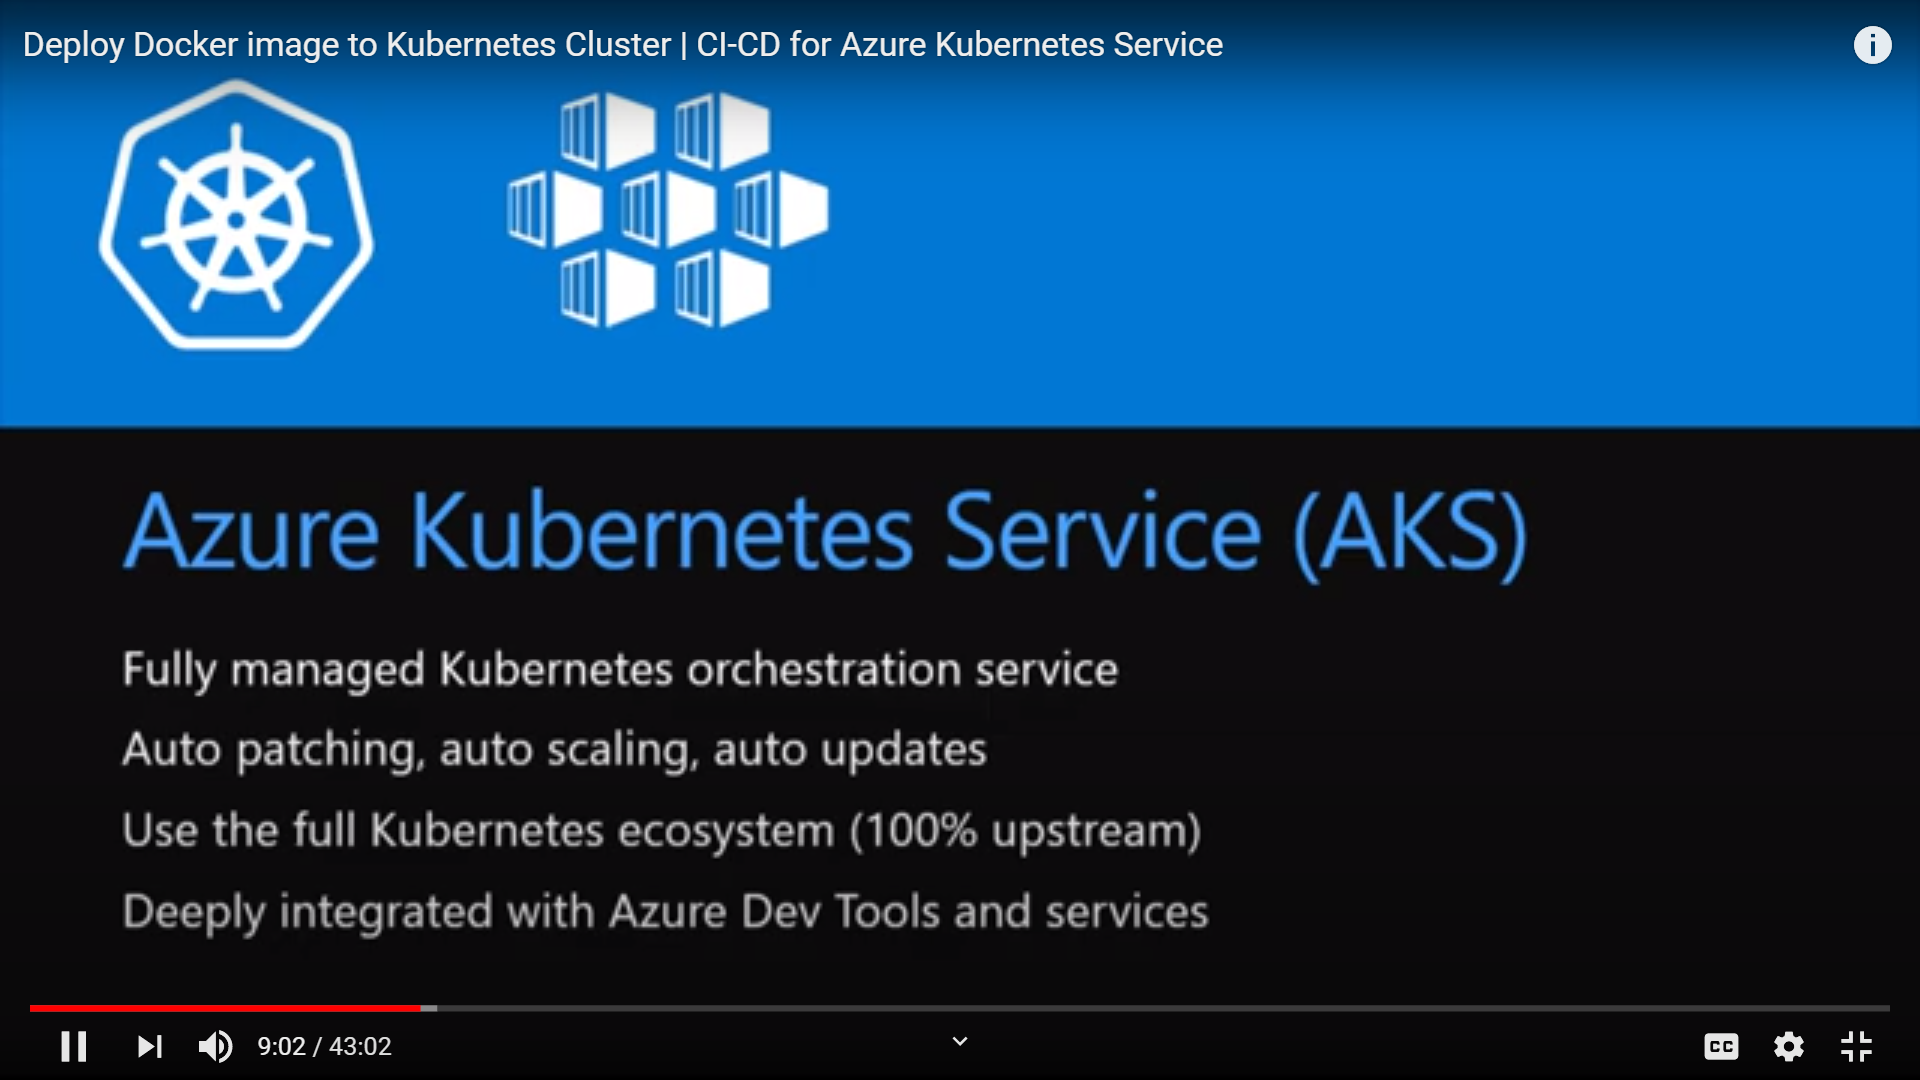 Deploy Docker image to Kubernetes Cluster | CI-CD for Azure Kubernetes Service
Azure Kubernetes Service (AKS)
Fully managed Kubernetes orchestration service
Auto patching, auto scaling, auto updates
Use the full Kubernetes ecosystem (100% upstream)
Deeply integrated with Azure Dev Tools and services
9:02 / 43:02
CC